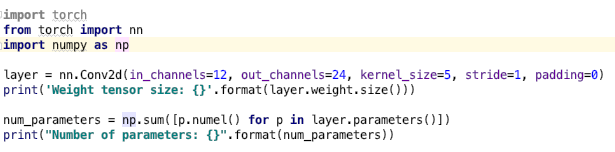 import torch
from torch import nn
import numpy as np
layer = nn.Conv2d(in_channels=12, out_channels=24, kernel_size=5, stride=1, padding=0)
print('Weight tensor size: {}'.format(layer.weight.size()))
num_parameters = np.sum([p.numel() for p in layer.parameters()])
print("Number of parameters: {}".format(num_parameters))